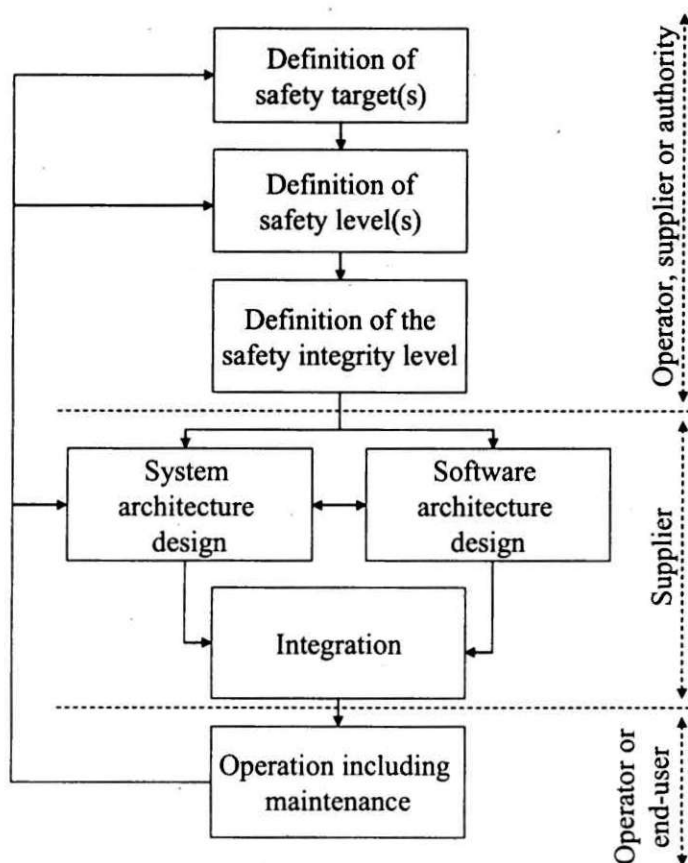 Definition of
safety target(s)
Definition of
safety level(s)
Definition of the
safety integrity level
Operator, supplier or authority
System
architecture
design
Software
architecture
design
Integration
Supplier
Operation including
maintenance
Operator or
end-user